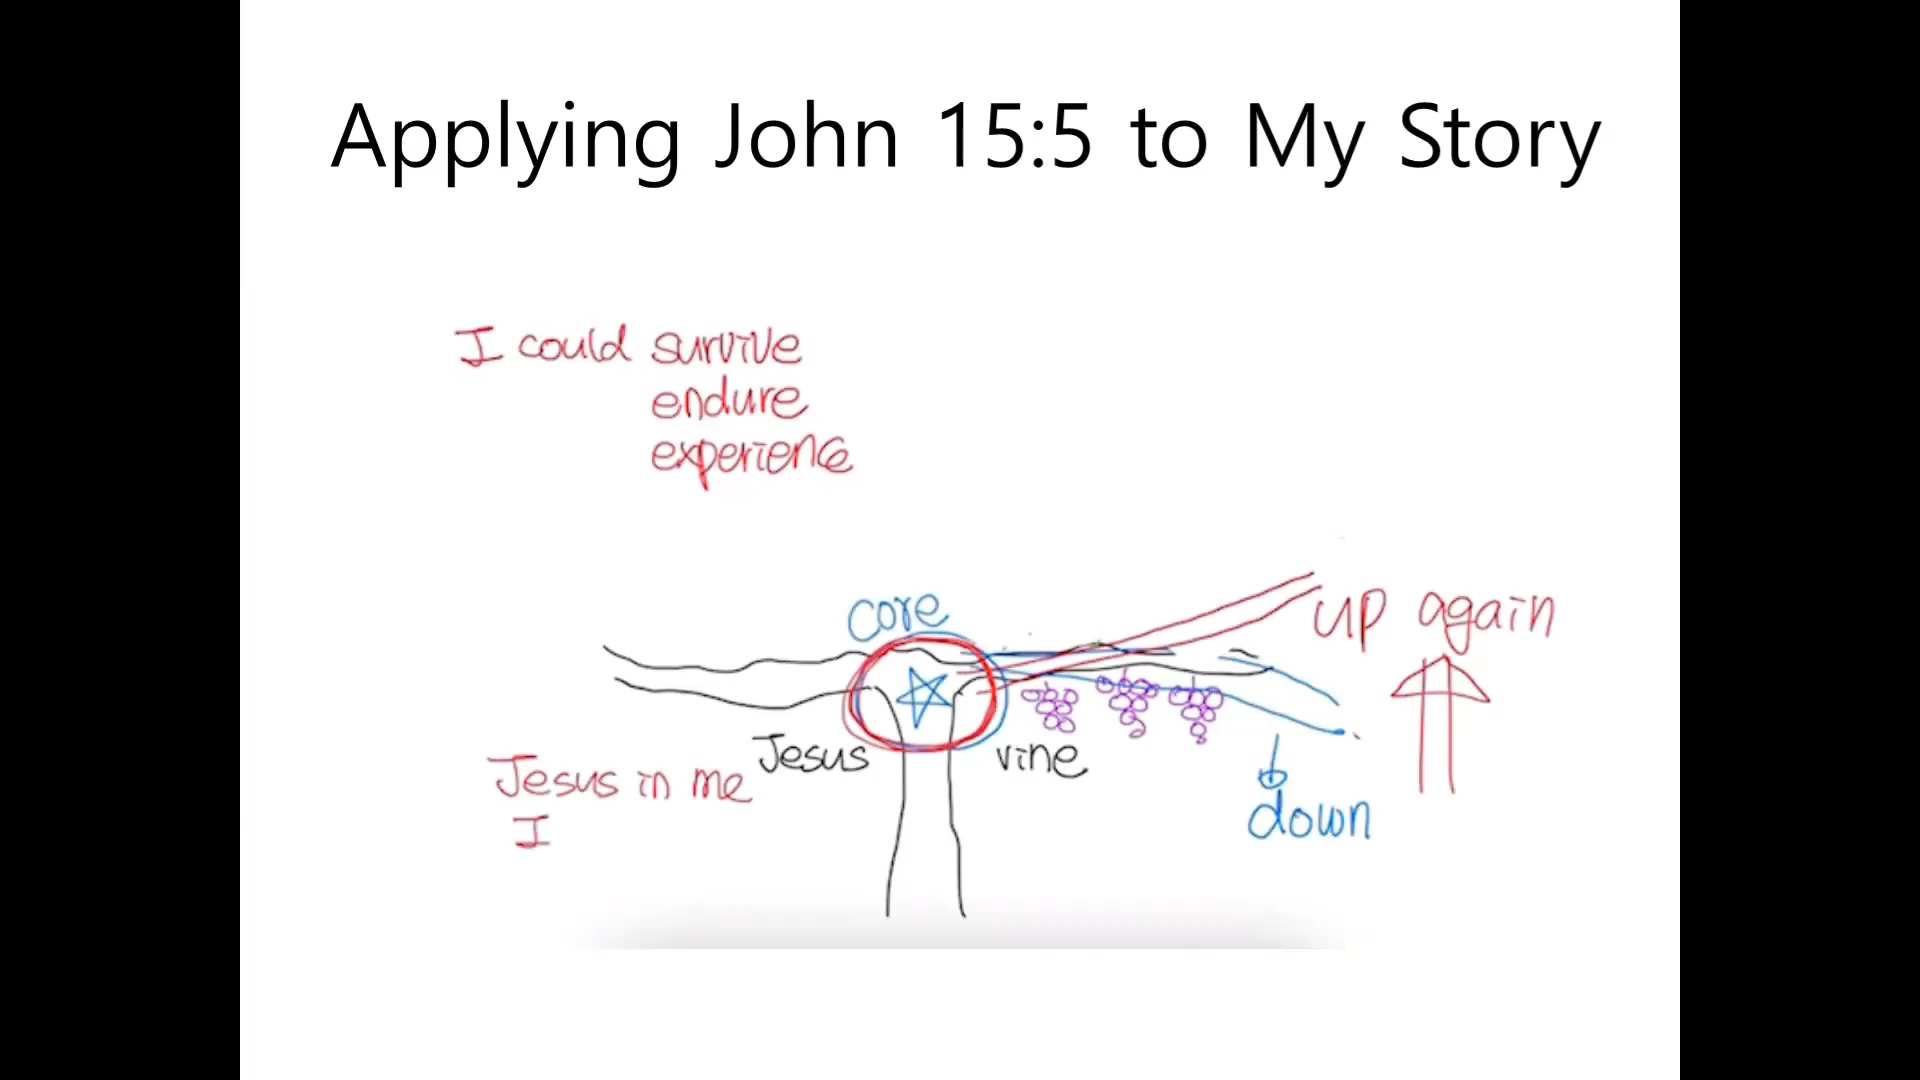 Applying John 15:5 to My Story
I could survive
endure
experience
core
up again
Jesus
vine
Jesus in me
I
down